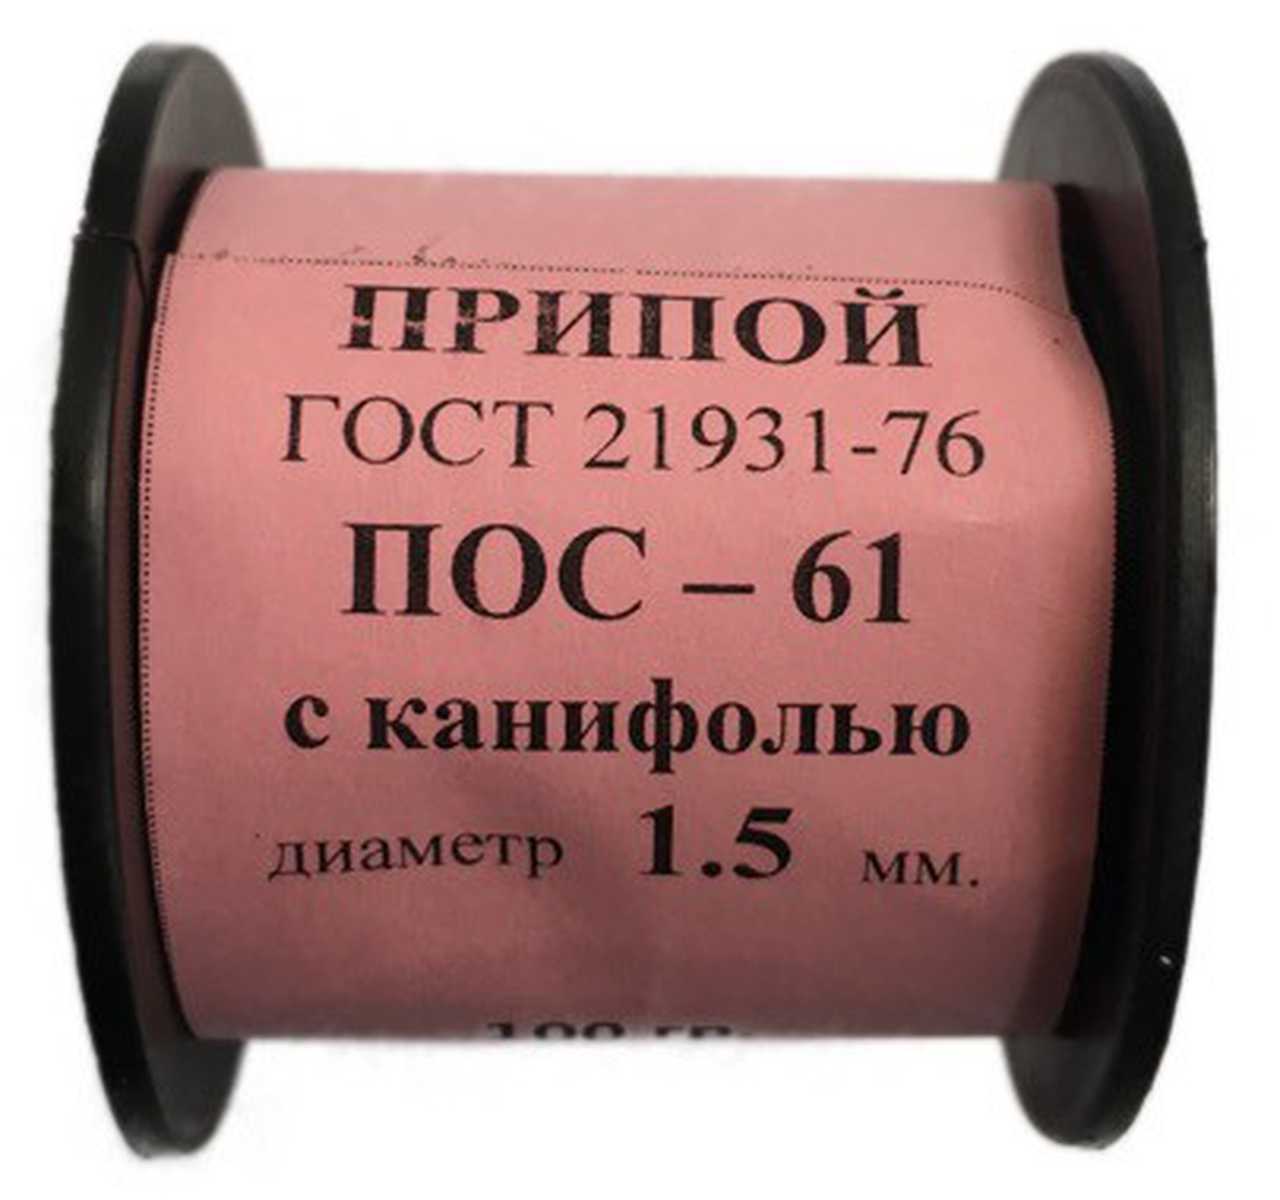 ПРИПОЙ
ГОСТ 21931-76
ПОС – 61
с канифолью
диаметр 1.5 мм.